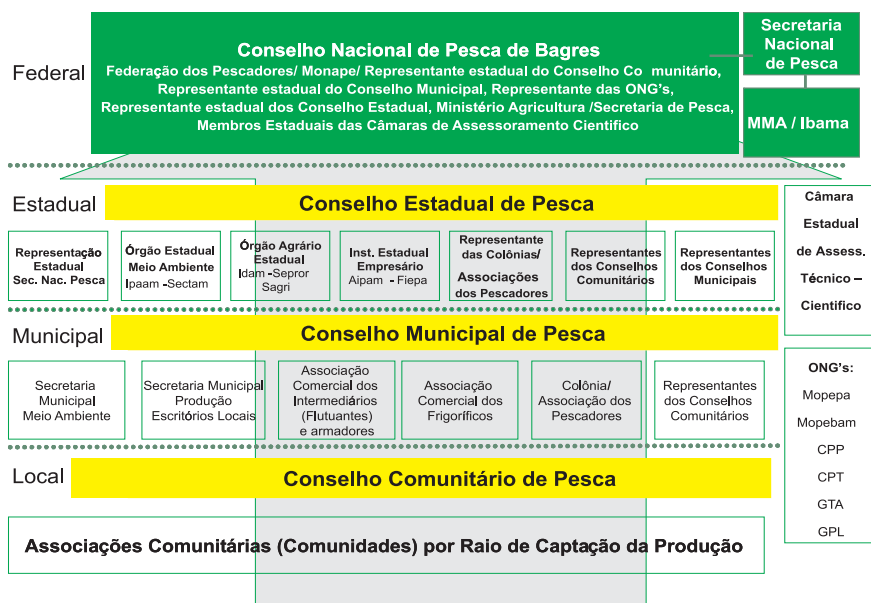 Federal
Conselho Nacional de Pesca de Bagres
Federação dos Pescadores/ Monape/ Representante estadual do Conselho Co munitário,
Representante estadual do Conselho Municipal, Representante das ONG's,
Representante estadual dos Conselho Estadual, Ministério Agricultura /Secretaria de Pesca,
Membros Estaduais das Câmaras de Assessoramento Cientifico
Secretaria
Nacional
de Pesca
MMA / Ibama
Estadual
Conselho Estadual de Pesca
Representação
Estadual
Sec. Nac. Pesca
Órgão Estadual
Meio Ambiente
Ipaam -Sectam
Órgão Agrário
Estadual
Idam -Sepror
Sagri
Inst. Estadual
Empresário
Aipam - Fiepa
Representante
das Colônias/
Associações
dos Pescadores
Representantes
dos Conselhos
Comunitários
Representantes
dos Conselhos
Municipais
Câmara
Estadual
de Assess.
Técnico –
Cientifico
Municipal
Conselho Municipal de Pesca
Secretaria
Municipal
Meio Ambiente
Secretaria Municipal
Produção
Escritórios Locais
Associação
Comercial dos
Intermediários
(Flutuantes)
e armadores
Associação
Comercial dos
Frigoríficos
Colônia/
Associação dos
Pescadores
Representantes
dos Conselhos
Comunitários
ONG's:
Mopepa
Mopebam
CPP
CPT
GTA
GPL
Local
Conselho Comunitário de Pesca
Associações Comunitárias (Comunidades) por Raio de Captação da Produção